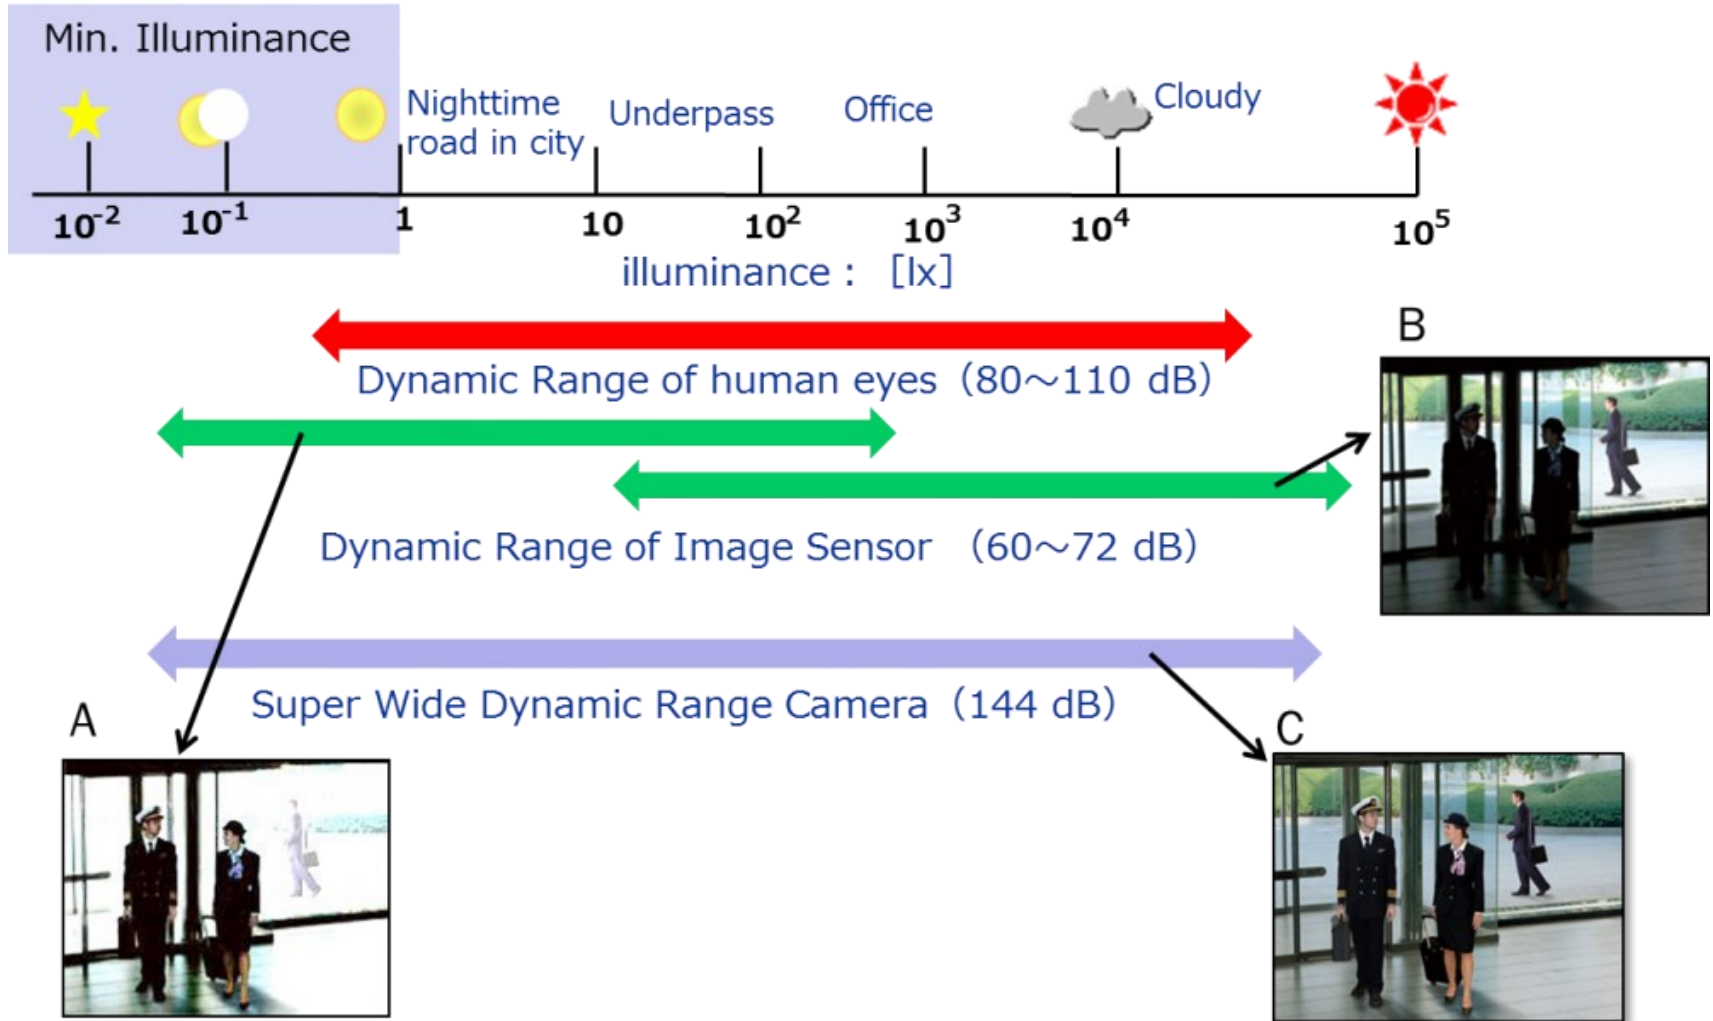 Min. Illuminance
Nighttime
road in city
Underpass
Office
Cloudy
10⁻² 10⁻¹ 1 10 10² 10³ 10⁴ 10⁵
illuminance : [lx]
B
Dynamic Range of human eyes (80～110 dB)
Dynamic Range of Image Sensor (60～72 dB)
Super Wide Dynamic Range Camera (144 dB)
A
C